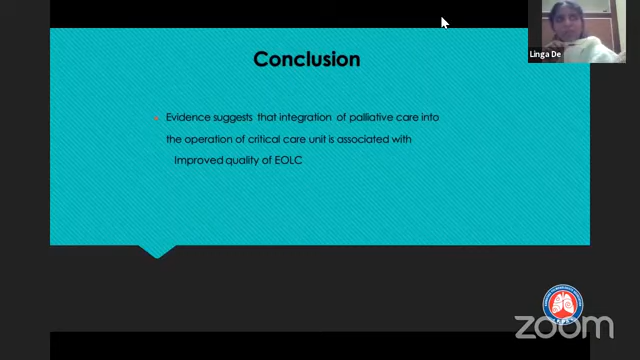 Conclusion
Evidence suggests that integration of palliative care into
the operation of critical care unit is associated with
Improved quality of EOLC
Linga De
zoom